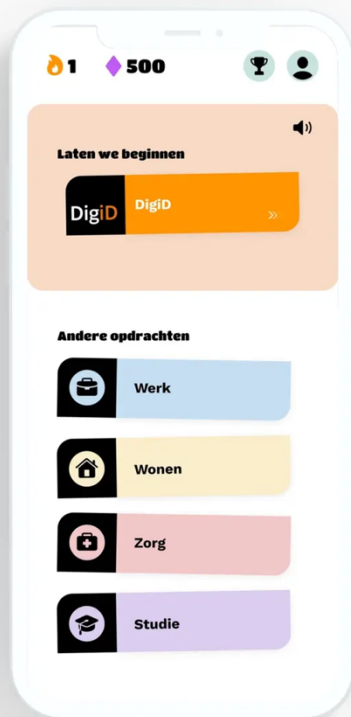 1 500
Laten we beginnen
DigiD DigiD
Andere opdrachten
Werk
Wonen
Zorg
Studie